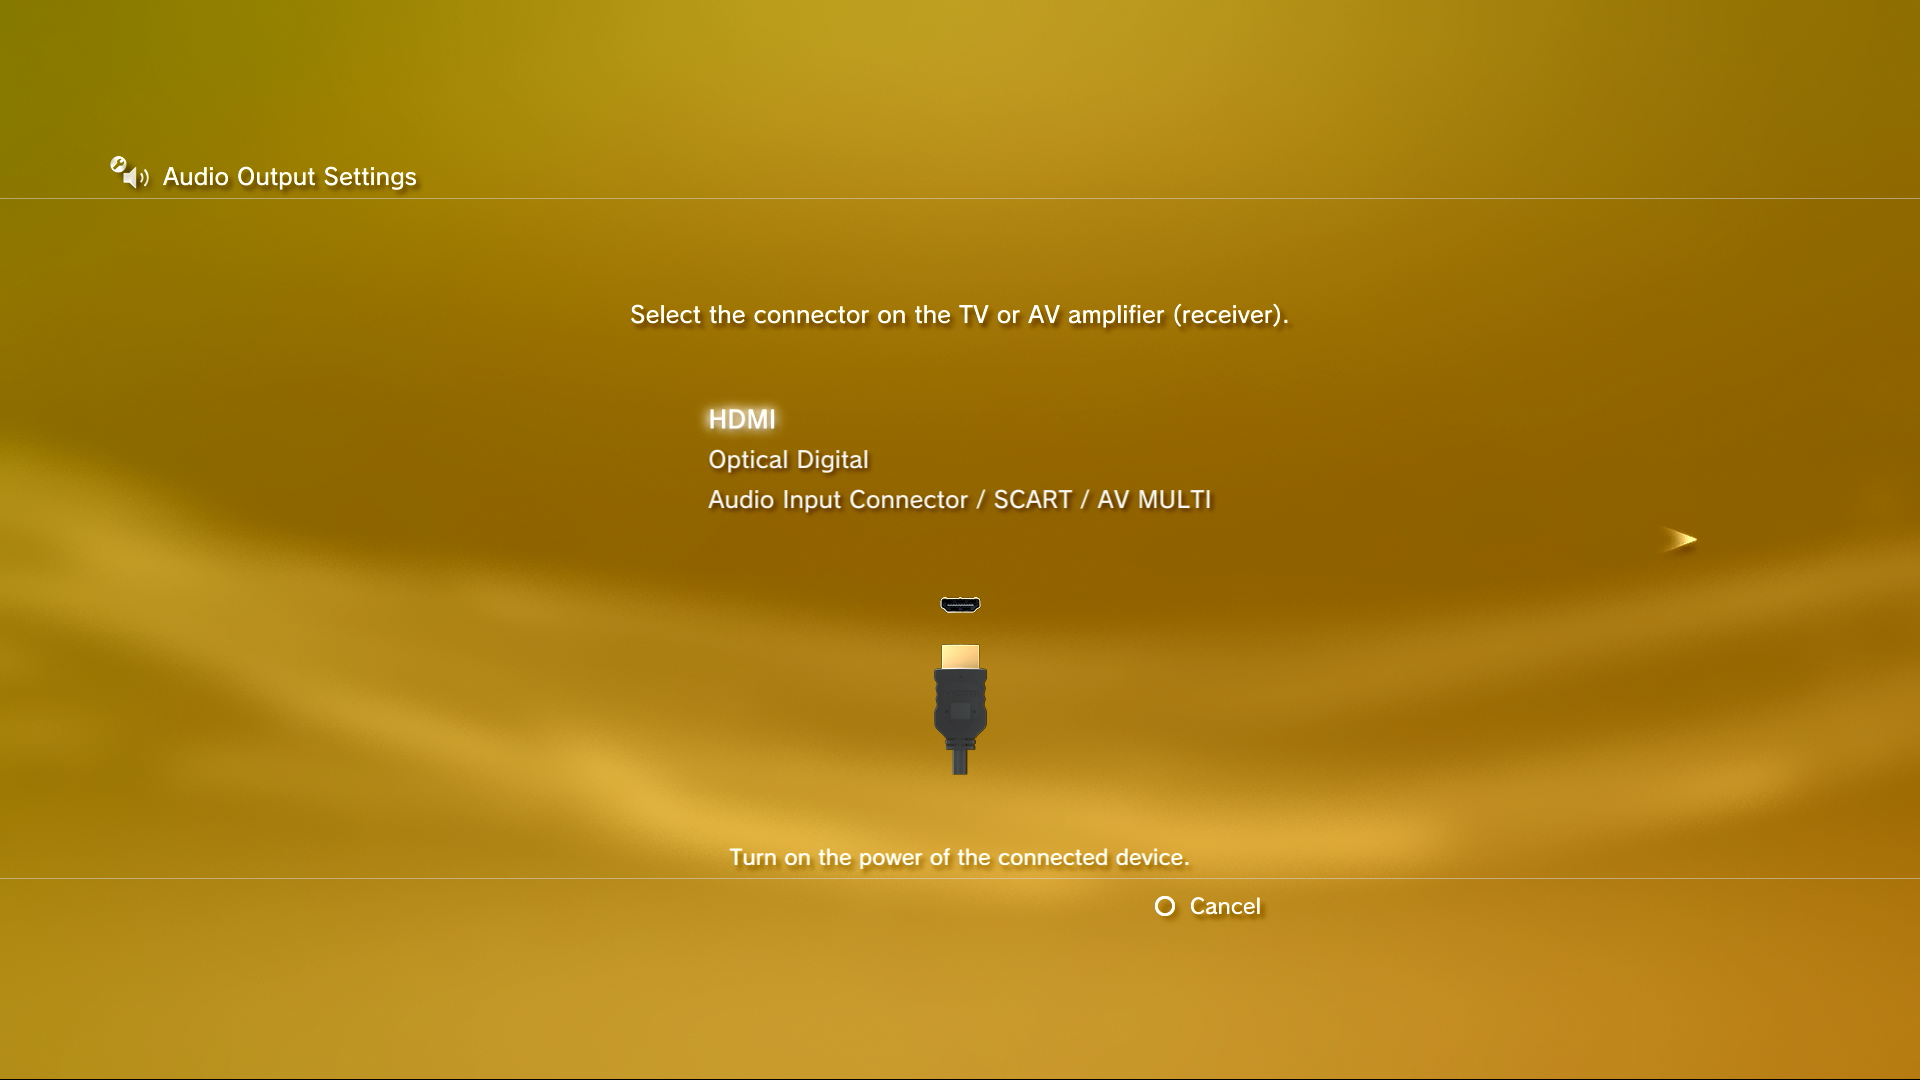 Audio Output Settings
Select the connector on the TV or AV amplifier (receiver).
HDMI
Optical Digital
Audio Input Connector / SCART / AV MULTI
Turn on the power of the connected device.
Cancel